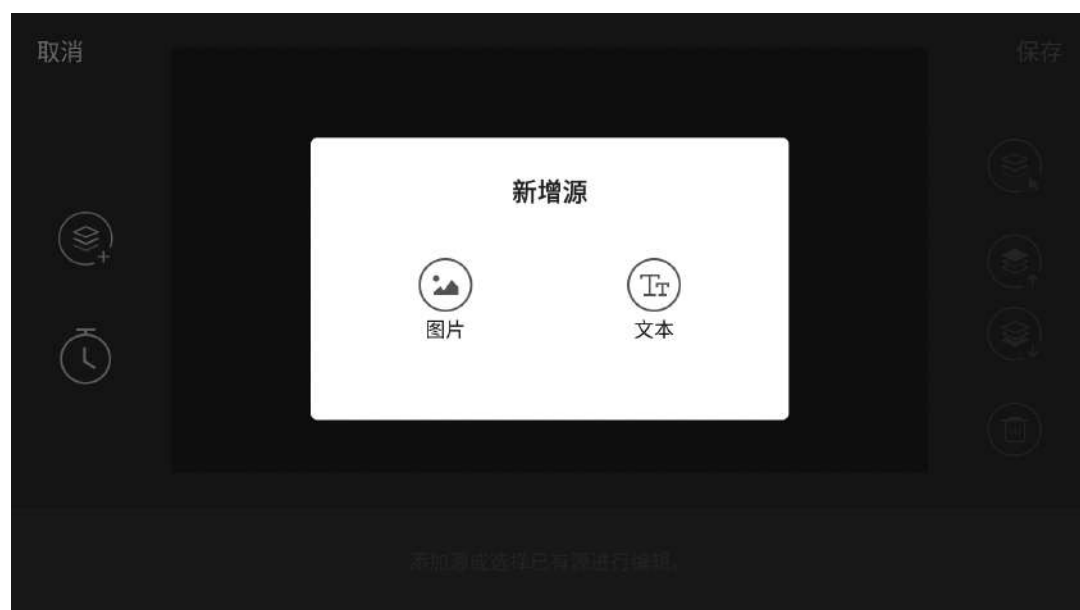 取消
保存
新增源
图片
文本
添加源或选择已有源进行编辑。